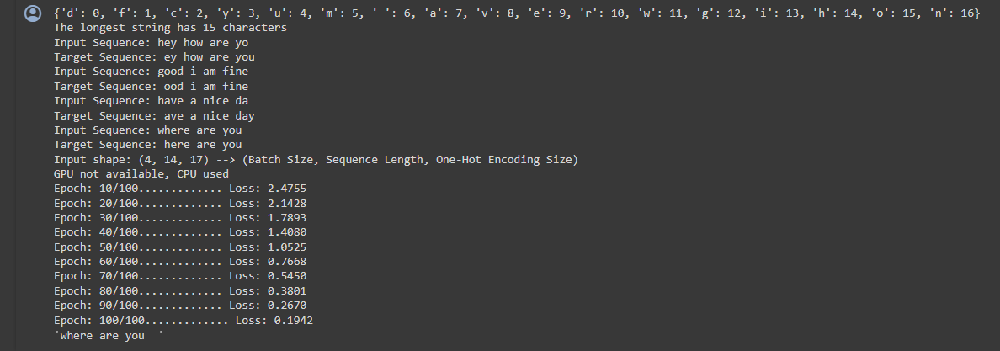 {'d': 0, 'f': 1, 'c': 2, 'y': 3, 'u': 4, 'm': 5, ' ': 6, 'a': 7, 'v': 8, 'e': 9, 'r': 10, 'w': 11, 'g': 12, 'i': 13, 'h': 14, 'o': 15, 'n': 16}
The longest string has 15 characters
Input Sequence: hey how are yo
Target Sequence: ey how are you
Input Sequence: good i am fine
Target Sequence: ood i am fine
Input Sequence: have a nice da
Target Sequence: ave a nice day
Input Sequence: where are you
Target Sequence: here are you
Input shape: (4, 14, 17) --> (Batch Size, Sequence Length, One-Hot Encoding Size)
GPU not available, CPU used
Epoch: 10/100............. Loss: 2.4755
Epoch: 20/100............. Loss: 2.1428
Epoch: 30/100............. Loss: 1.7893
Epoch: 40/100............. Loss: 1.4080
Epoch: 50/100............. Loss: 1.0525
Epoch: 60/100............. Loss: 0.7668
Epoch: 70/100............. Loss: 0.5450
Epoch: 80/100............. Loss: 0.3801
Epoch: 90/100............. Loss: 0.2670
Epoch: 100/100............. Loss: 0.1942
'where are you  '